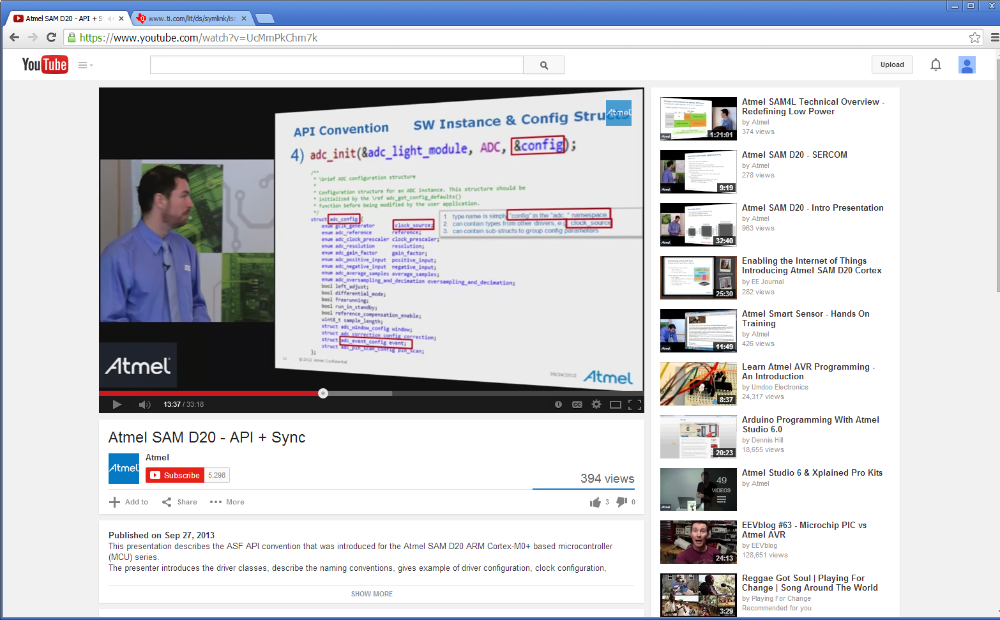 Atmel SAM D20 - API + S
www.ti.com/lit/ds/symlink/iso
https://www.youtube.com/watch?v=UcMmPkChm7k
YouTube
Upload
Atmel
API Convention SW Instance & Config Structs
4) adc_init(&adc_light_module, ADC, &config);
/**
* \brief ADC configuration structure
*
* Configuration structure for an ADC instance. This structure should be
* initialized by the \ref adc_get_config_defaults()
* function before being modified by the user application.
*/
struct adc_config {
enum gclk_generator clock_source;
enum adc_reference reference;
enum adc_clock_prescaler clock_prescaler;
enum adc_resolution resolution;
enum adc_gain_factor gain_factor;
enum adc_positive_input positive_input;
enum adc_negative_input negative_input;
enum adc_average_samples average_samples;
enum adc_oversampling_and_decimation oversampling_and_decimation;
bool left_adjust;
bool differential_mode;
bool freerunning;
bool run_in_standby;
bool reference_compensation_enable;
uint8_t sample_length;
struct adc_window_config window;
struct adc_correction_config correction;
struct adc_event_config event;
struct adc_pin_scan_config pin_scan;
};
1. type name is simply "config" in the "adc_" namespace
2. can contain types from other drivers, e.g. clock_source
3. can contain sub-structs to group config parameters
11 © 2012 Atmel Confidential
09/24/2012
Atmel
Atmel
13:37 / 33:18
CC
Atmel SAM D20 - API + Sync
Atmel
Atmel
Subscribe 5,298
394 views
Add to Share More
3 0
Published on Sep 27, 2013
This presentation describes the ASF API convention that was introduced for the Atmel SAM D20 ARM Cortex-M0+ based microcontroller
(MCU) series.
The presenter introduces the driver classes, describe the naming conventions, gives example of driver configuration, clock configuration,
SHOW MORE
1:21:01
Atmel SAM4L Technical Overview -
Redefining Low Power
by Atmel
374 views
9:19
Atmel SAM D20 - SERCOM
by Atmel
278 views
32:40
Atmel SAM D20 - Intro Presentation
by Atmel
963 views
25:30
Enabling the Internet of Things
Introducing Atmel SAM D20 Cortex
by EE Journal
282 views
11:49
Atmel Smart Sensor - Hands On
Training
by Atmel
426 views
8:37
Learn Atmel AVR Programming -
An Introduction
by Umdoo Electronics
24,317 views
20:23
Arduino Programming With Atmel
Studio 6.0
by Dennis Hill
18,655 views
49
VIDEOS
Atmel Studio 6 & Xplained Pro Kits
by Atmel
24:13
EEVblog #63 - Microchip PIC vs
Atmel AVR
by EEVblog
128,651 views
3:29
Reggae Got Soul | Playing For
Change | Song Around The World
by Playing For Change
Recommended for you